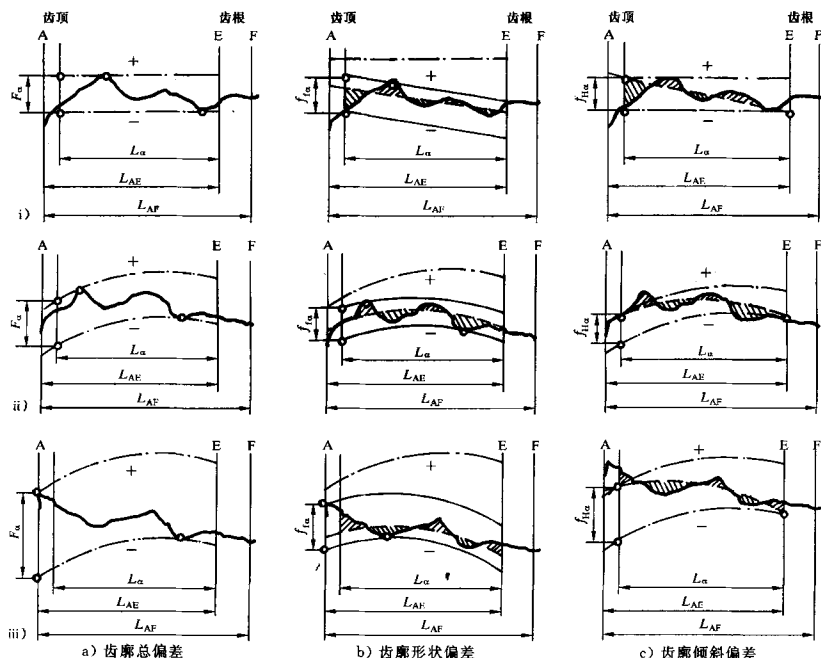 齿顶 齿根 齿顶 齿根 齿顶 齿根
A E F A E F A E F
Fα + − ffα + − fHα + −
Lα Lα Lα
LAE LAE LAE
i) LAF LAF LAF
A E F A E F A E F
Fα + − ffα + − fHα + −
Lα Lα Lα
LAE LAE LAE
ii) LAF LAF LAF
A E F A E F A E F
Fα + − ffα + − fHα + −
Lα Lα Lα
LAE LAE LAE
iii) LAF LAF LAF
a) 齿廓总偏差 b) 齿廓形状偏差 c) 齿廓倾斜偏差